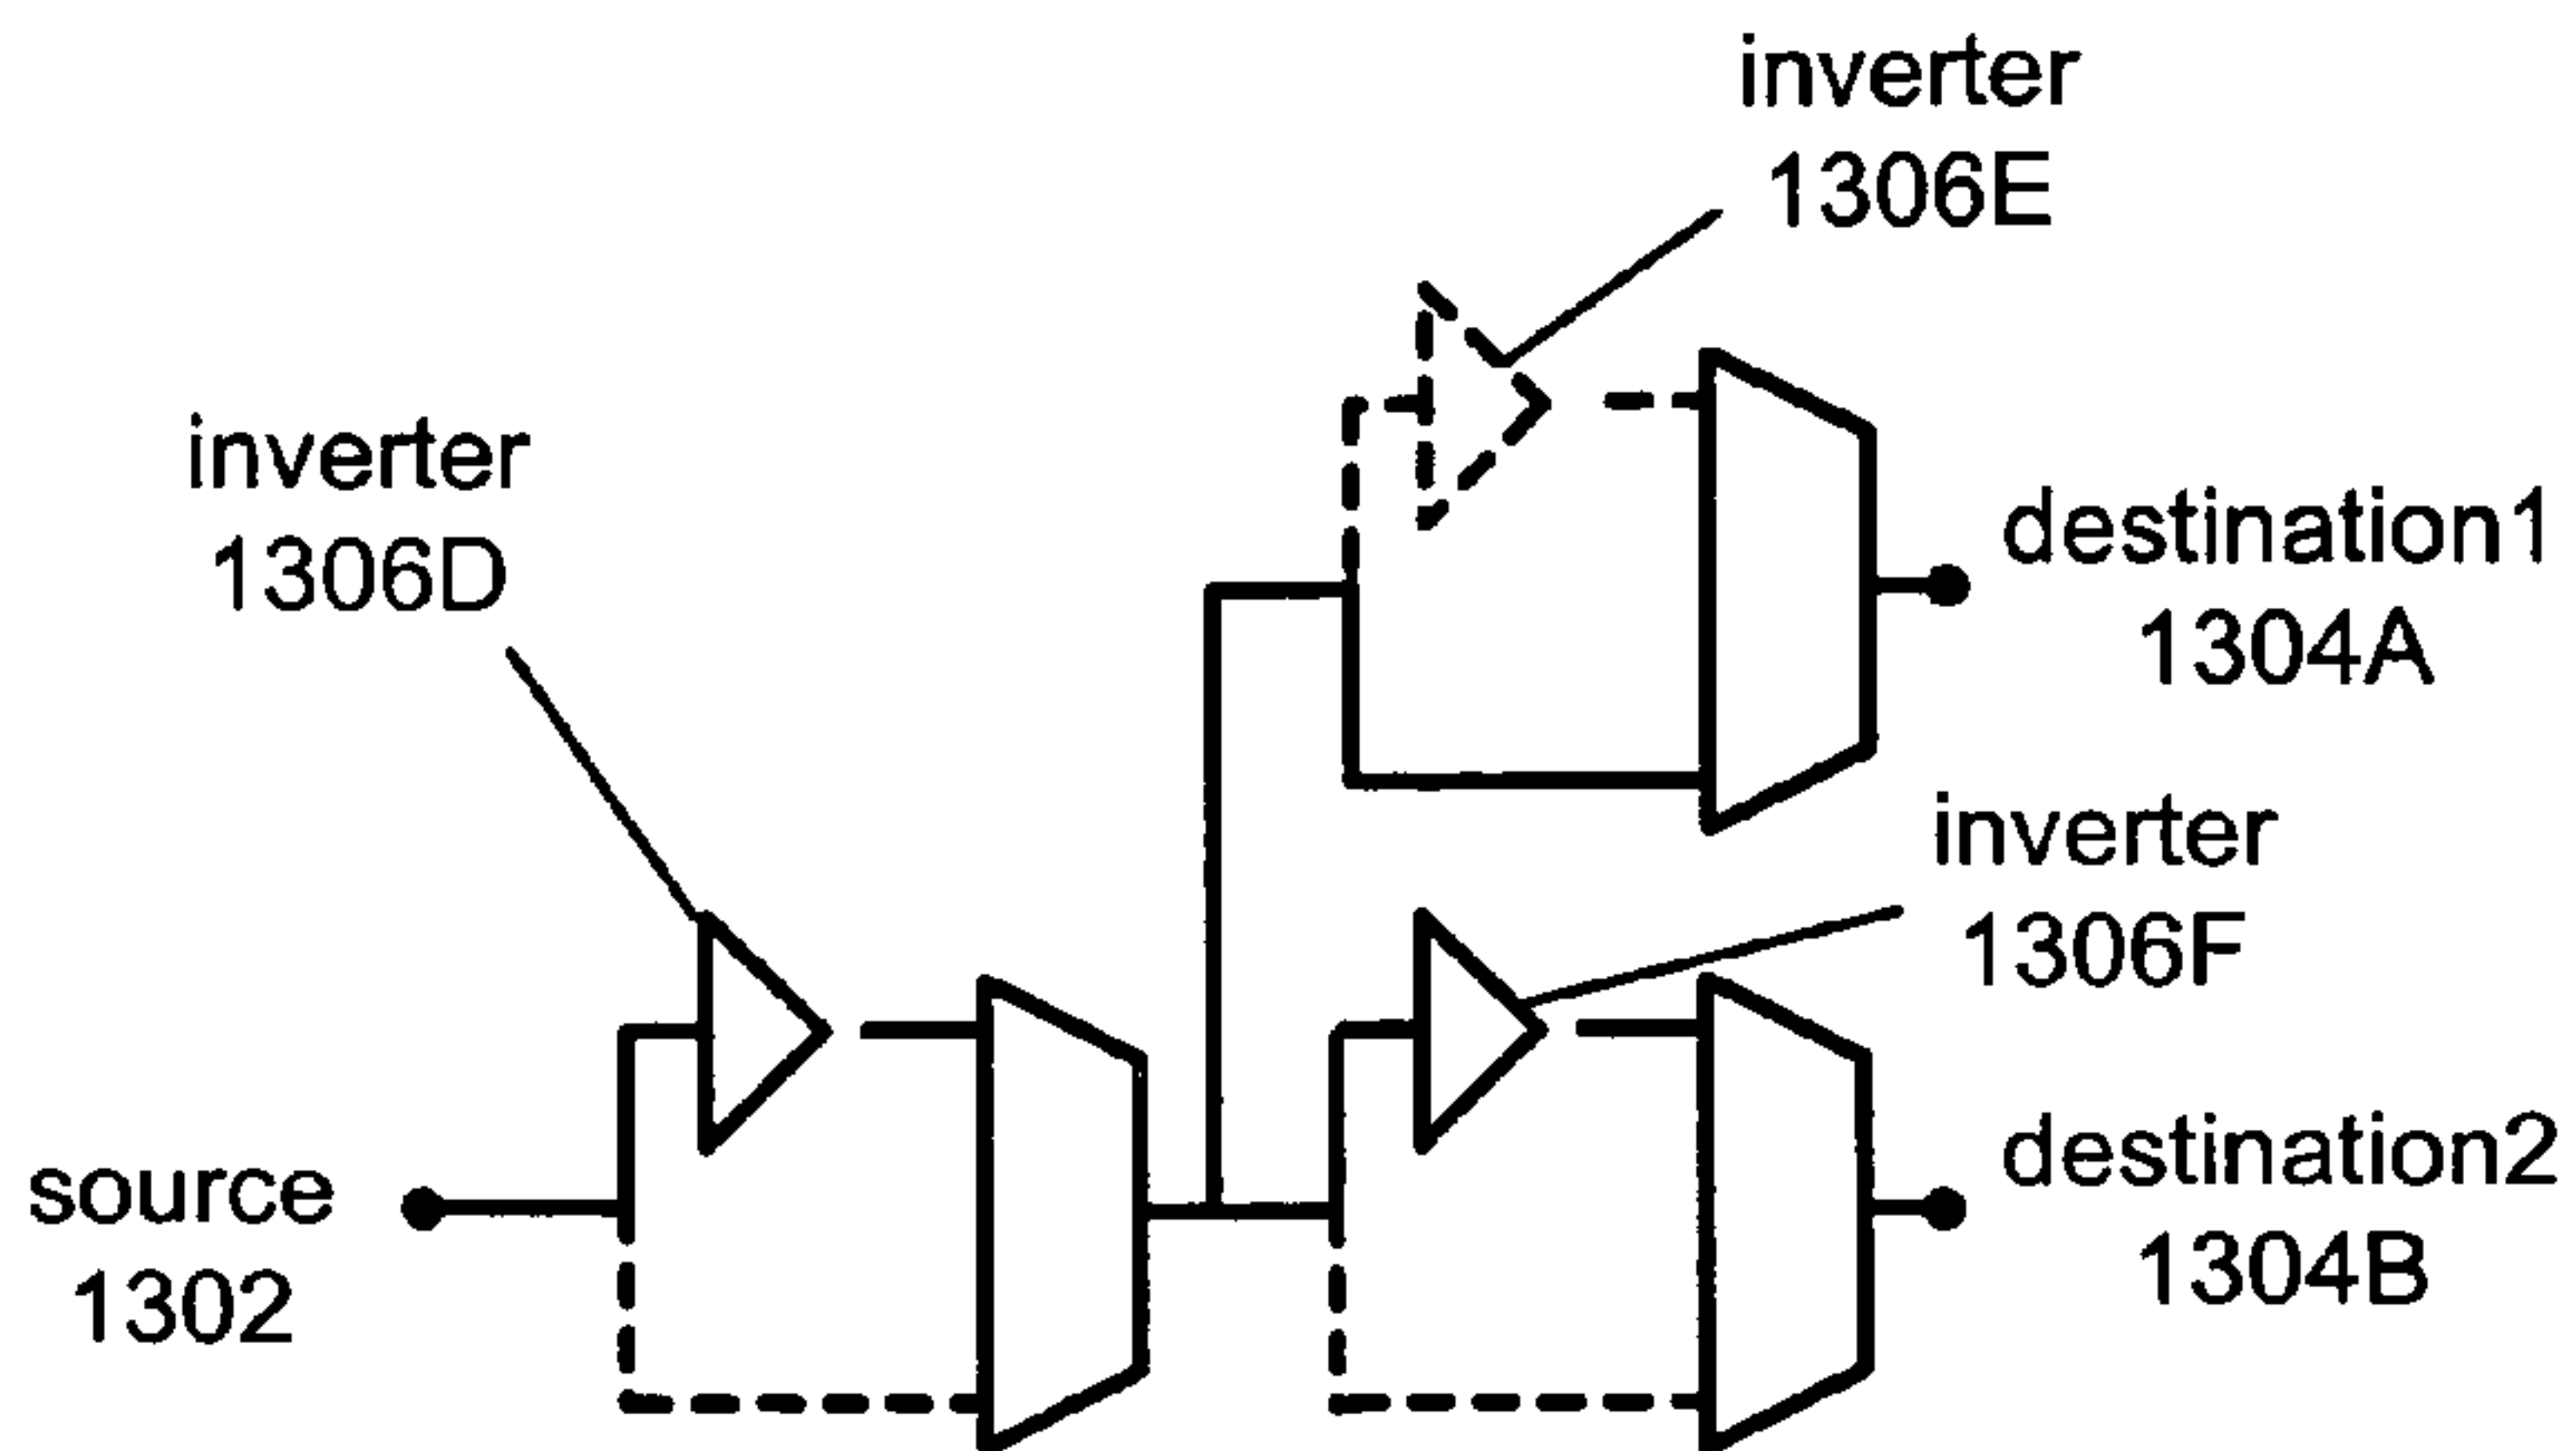 inverter
1306E
inverter
1306D
destination1
1304A
inverter
1306F
source
1302
destination2
1304B